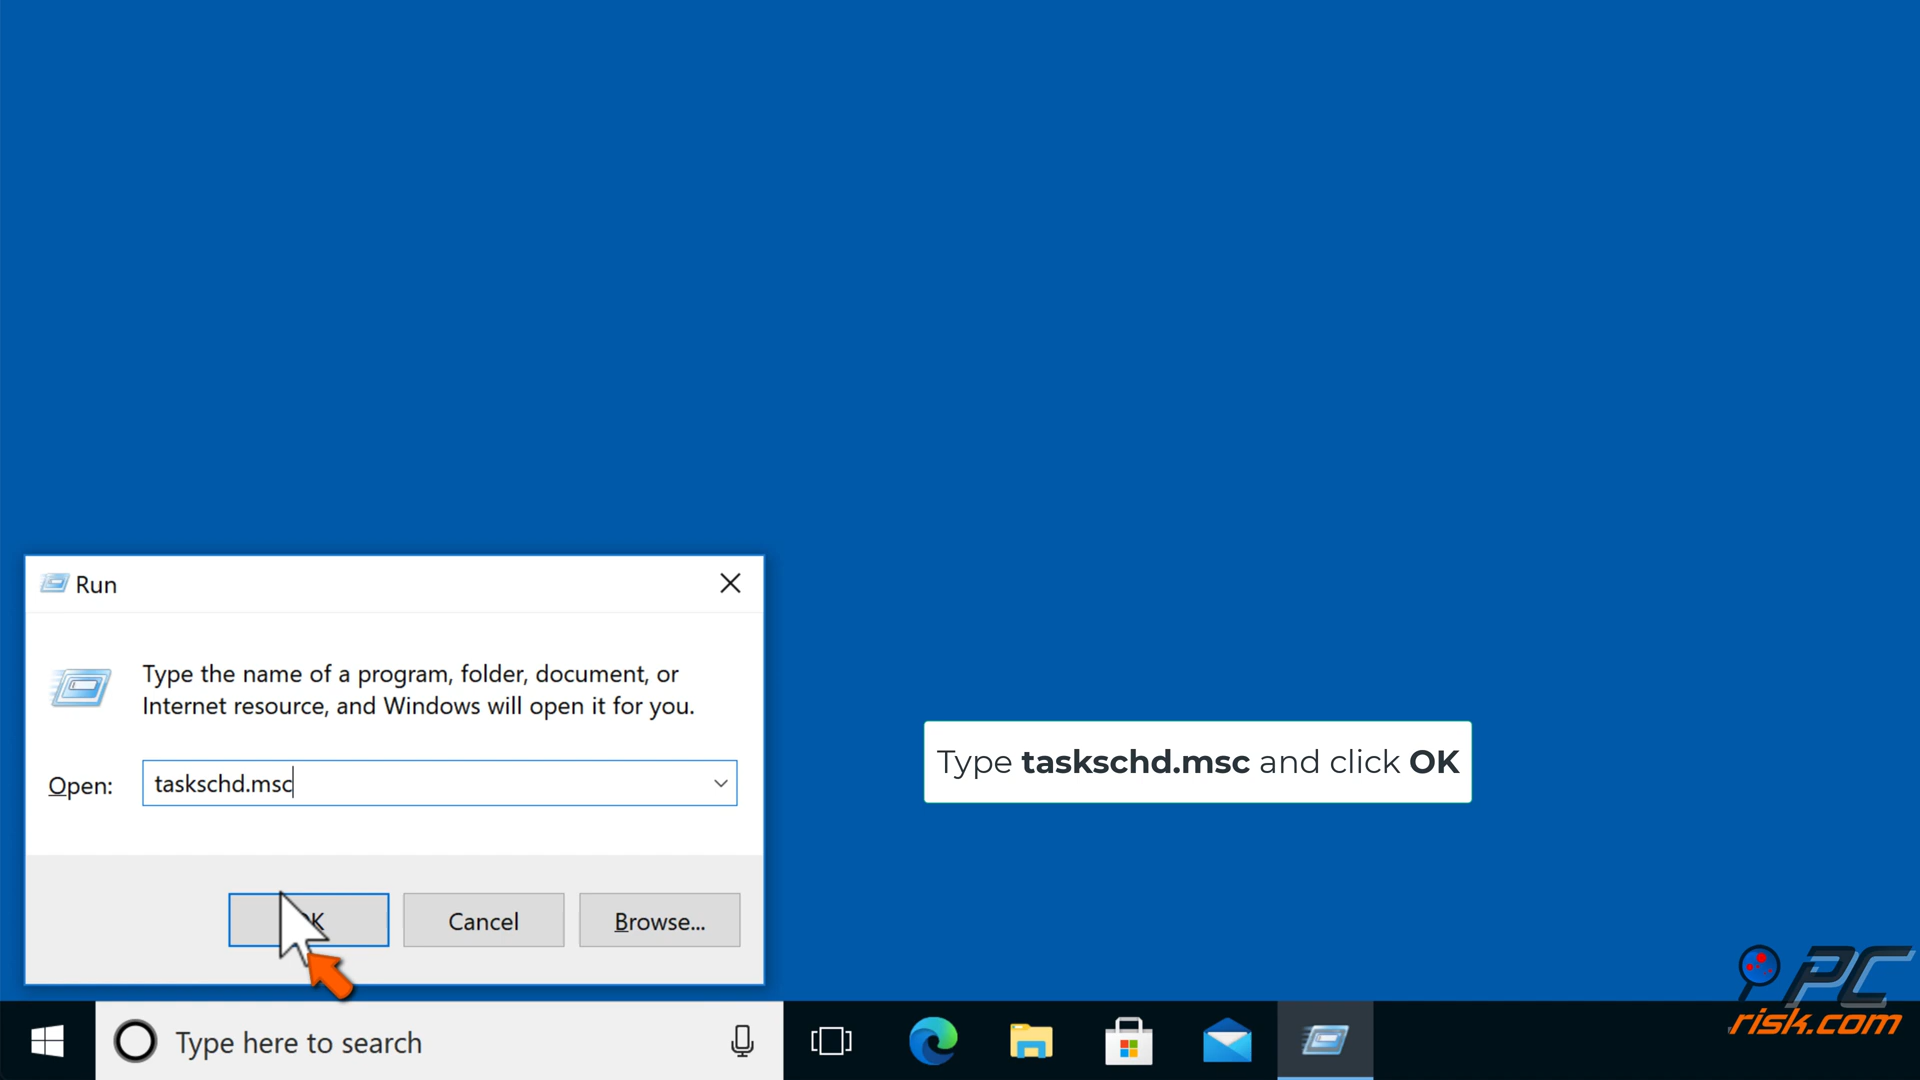 Run
Type the name of a program, folder, document, or
Internet resource, and Windows will open it for you.
Open:
taskschd.msc
Type taskschd.msc and click OK
Cancel
Browse...
Type here to search
PC
risk.com